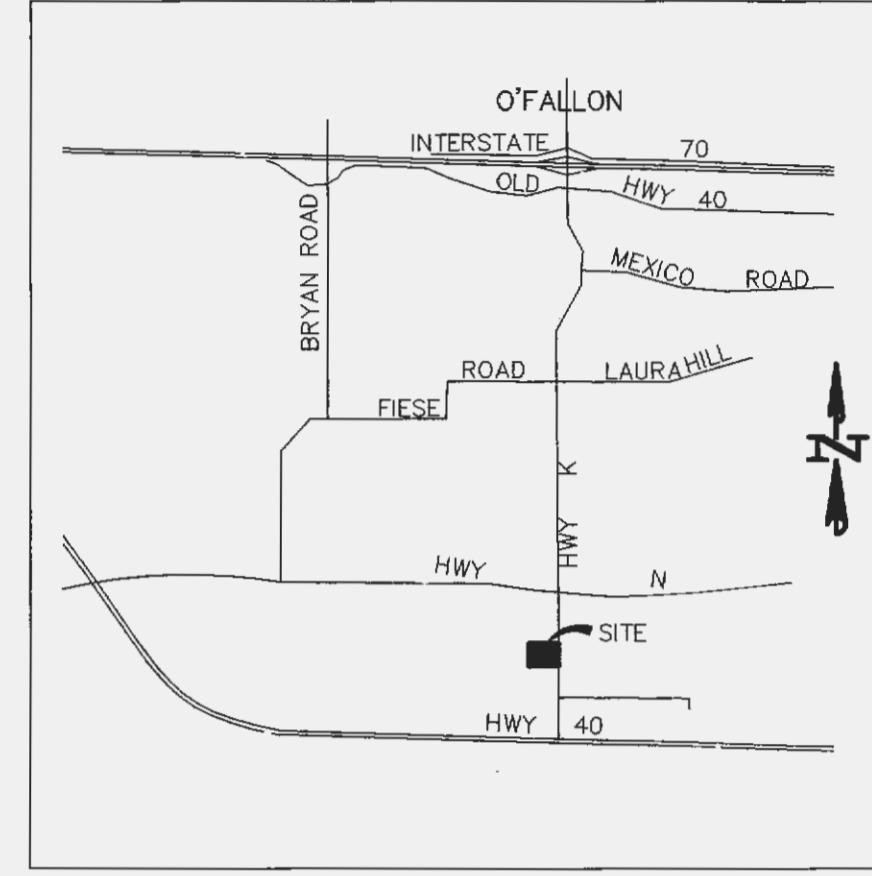 O'FALLON
INTERSTATE 70
OLD HWY 40
BRYAN ROAD
MEXICO ROAD
FIESE ROAD
LAURA HILL
HWY K
HWY N
SITE
HWY 40
N